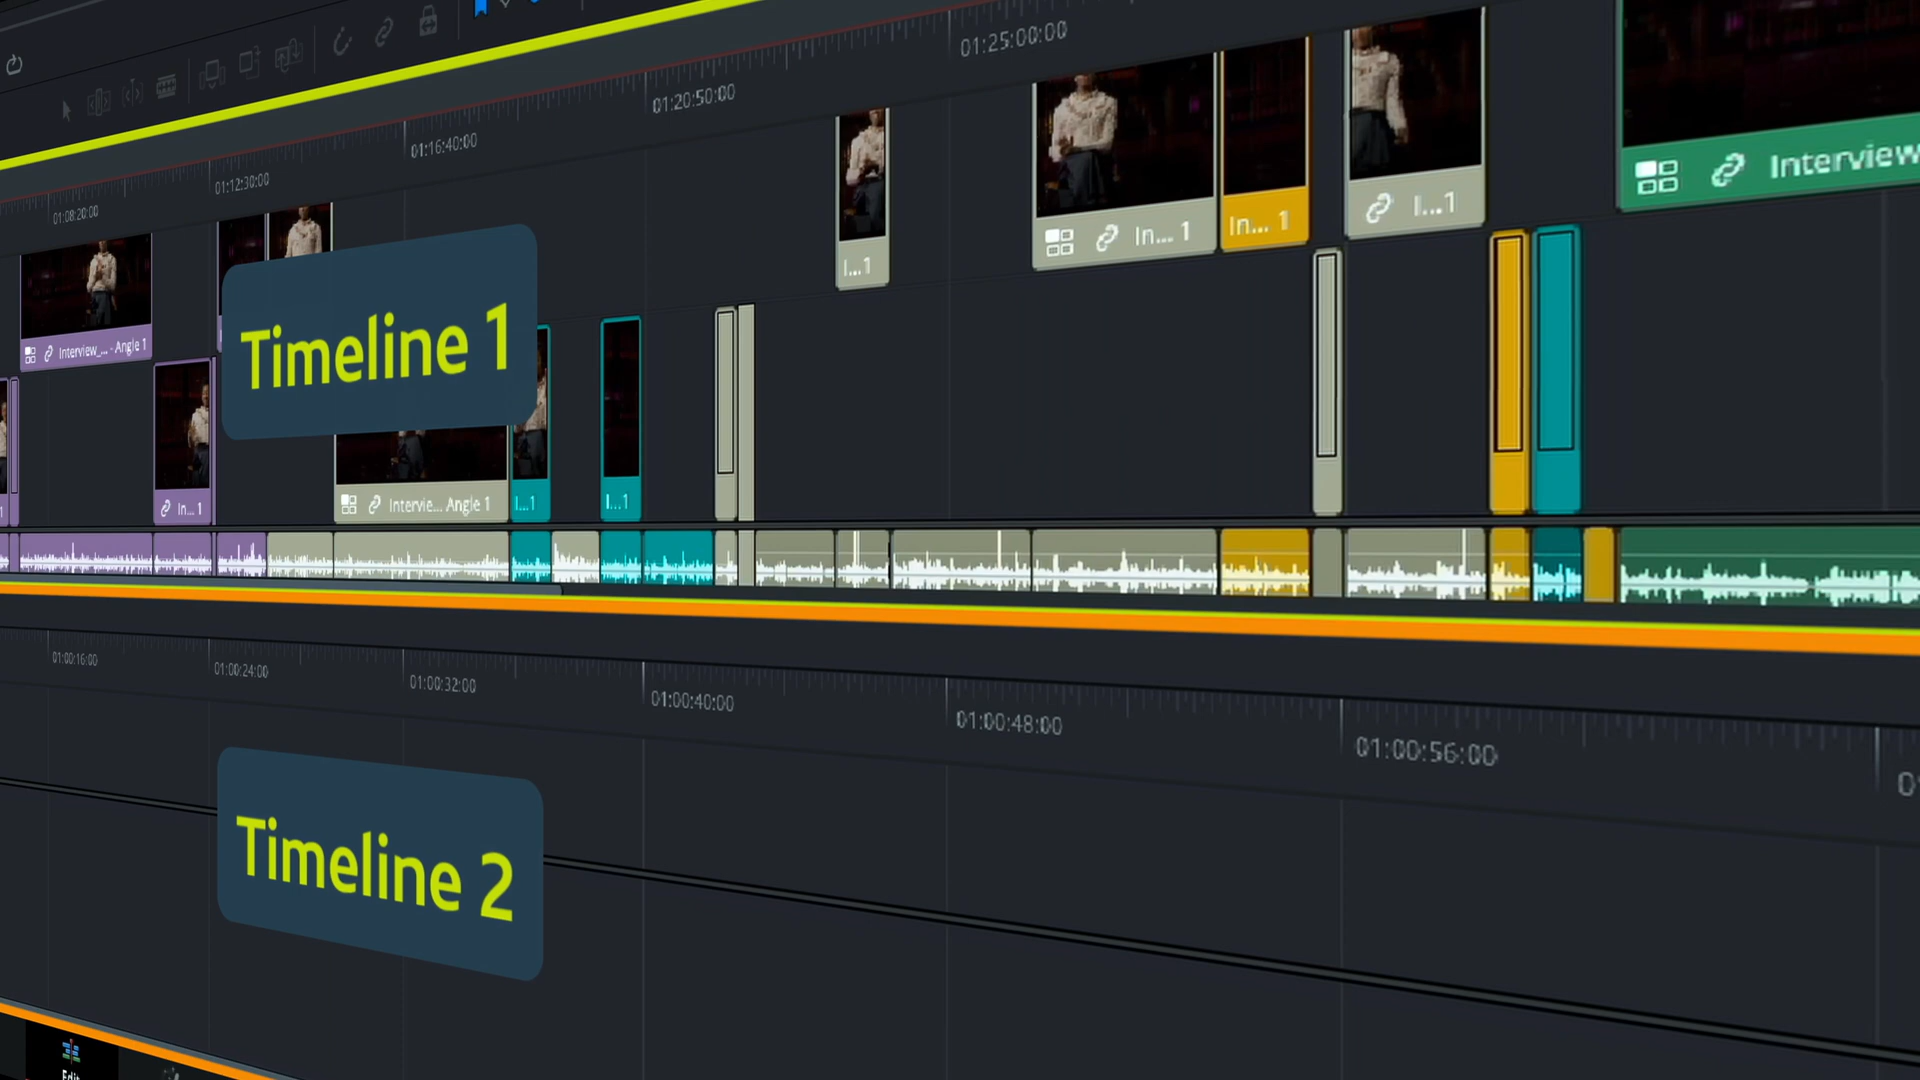 01:25:00:00
01:20:50:00
01:16:40:00
01:12:30:00
01:08:20:00
Interview
In... 1
In... 1
I...1
I...1
Interview_... - Angle 1
Timeline 1
In... 1
Intervie... Angle 1
I...1
I...1
01:00:16:00
01:00:24:00
01:00:32:00
01:00:40:00
01:00:48:00
01:00:56:00
Timeline 2
Edit